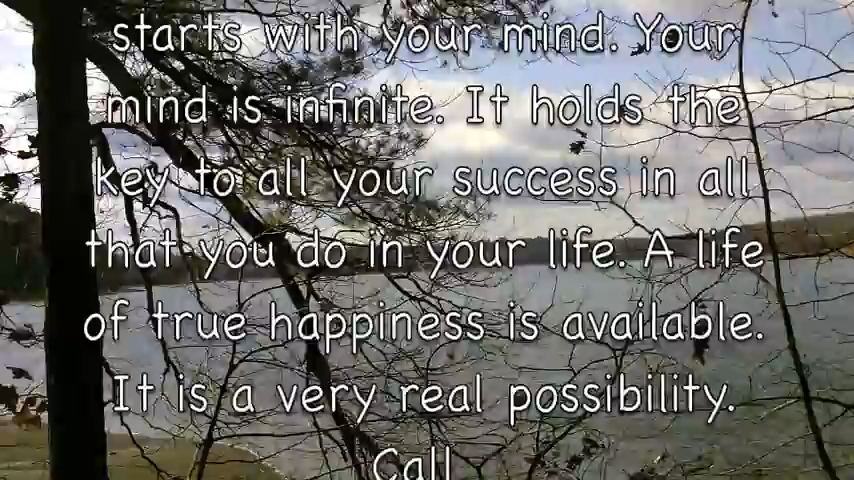 starts with your mind. Your
mind is infinite. It holds the
key to all your success in all
that you do in your life. A life
of true happiness is available.
It is a very real possibility.
Call